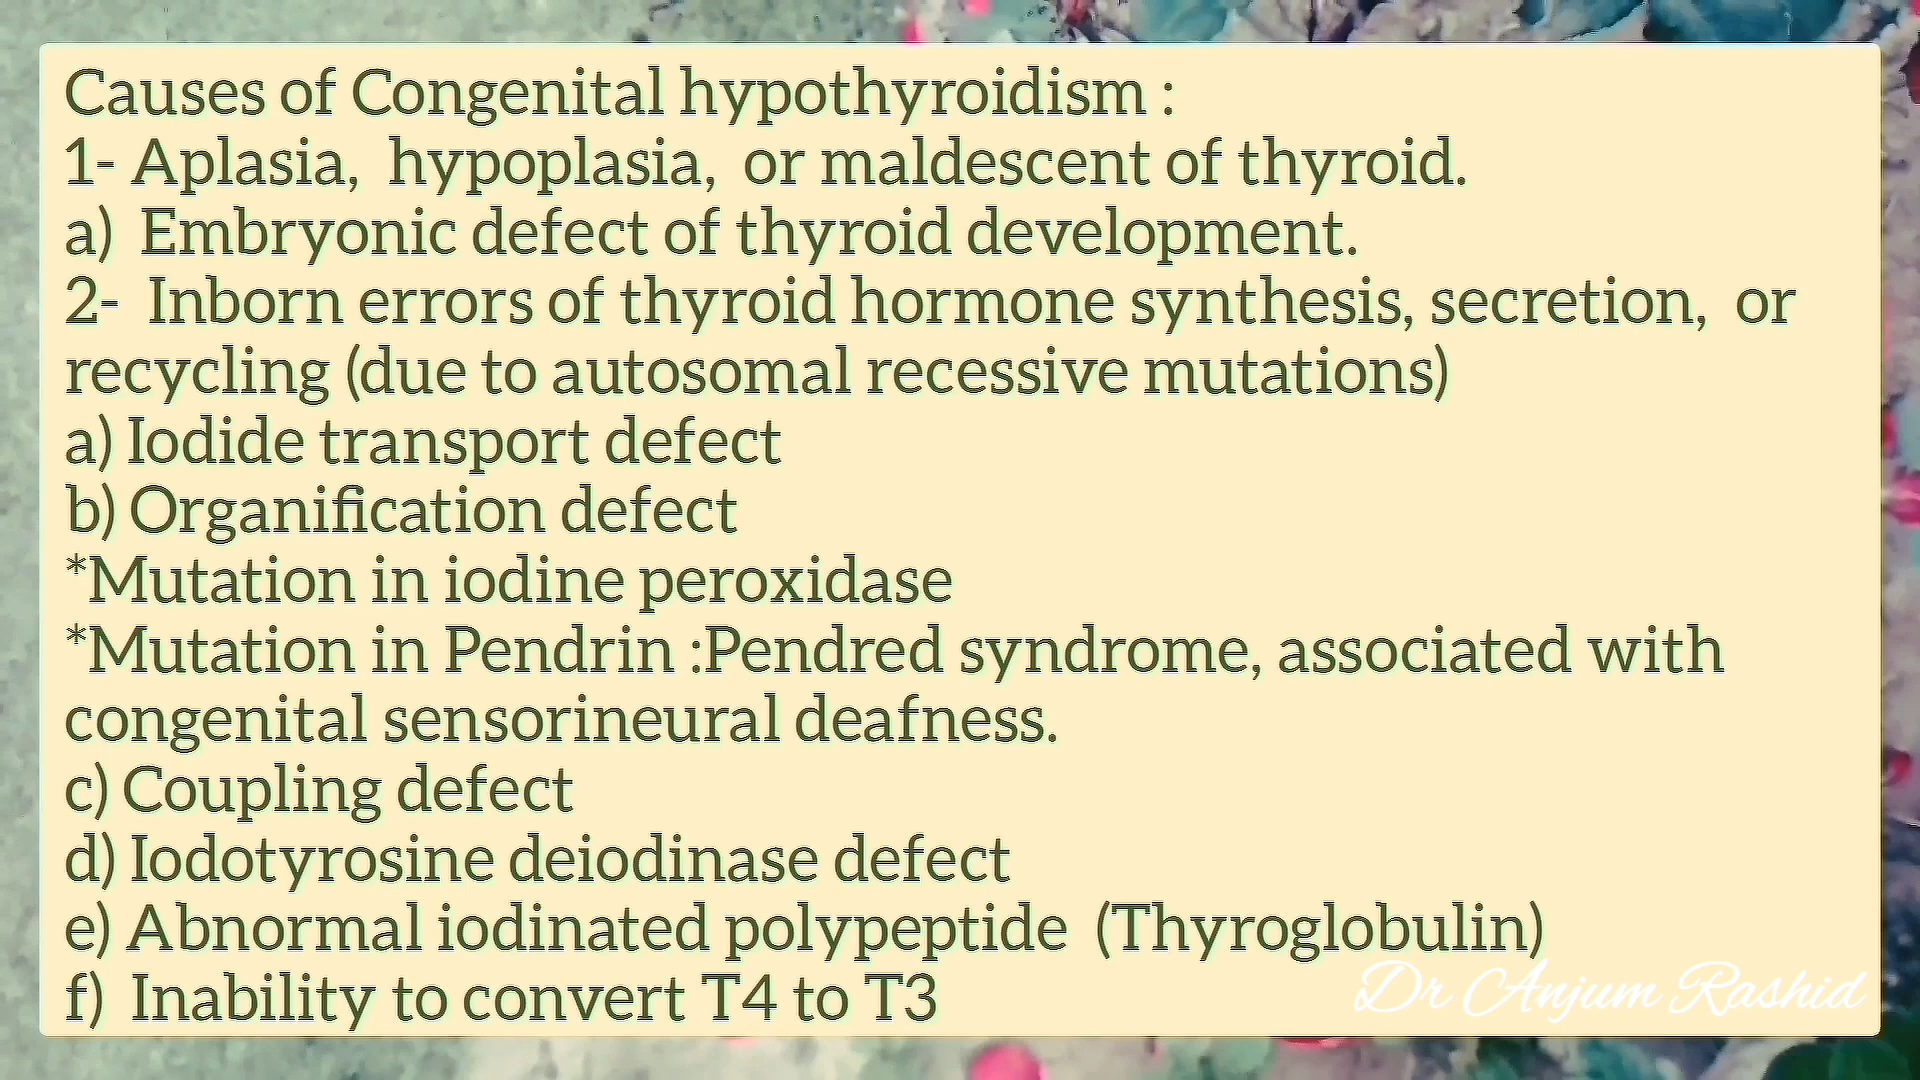 Causes of Congenital hypothyroidism :
1- Aplasia, hypoplasia, or maldescent of thyroid.
a) Embryonic defect of thyroid development.
2- Inborn errors of thyroid hormone synthesis, secretion, or
recycling (due to autosomal recessive mutations)
a) Iodide transport defect
b) Organification defect
*Mutation in iodine peroxidase
*Mutation in Pendrin :Pendred syndrome, associated with
congenital sensorineural deafness.
c) Coupling defect
d) Iodotyrosine deiodinase defect
e) Abnormal iodinated polypeptide (Thyroglobulin)
f) Inability to convert T4 to T3
Dr Anjum Rashid